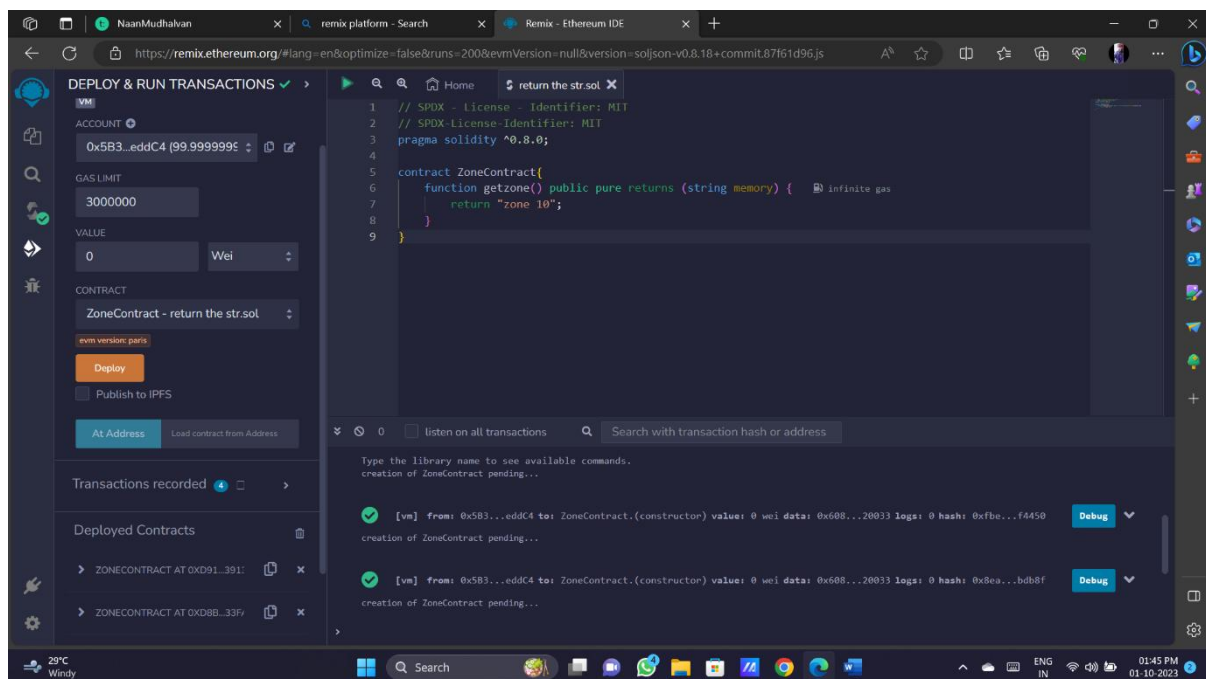 NaanMudhalvan
remix platform - Search
Remix - Ethereum IDE
https://remix.ethereum.org/#lang=en&optimize=false&runs=200&evmVersion=null&version=soljson-v0.8.18+commit.87f61d96.js
DEPLOY & RUN TRANSACTIONS
VM
ACCOUNT
0x5B3...eddC4 (99.9999999
GAS LIMIT
3000000
VALUE
0
Wei
CONTRACT
ZoneContract - return the str.sol
evm version: paris
Deploy
Publish to IPFS
At Address
Load contract from Address
Transactions recorded 4
Deployed Contracts
ZONECONTRACT AT 0XD91...391:
ZONECONTRACT AT 0XD8B...33F
Home
return the str.sol
1 // SPDX - License - Identifier: MIT
2 // SPDX-License-Identifier: MIT
3 pragma solidity ^0.8.0;
4
5 contract ZoneContract{
6 function getzone() public pure returns (string memory) { infinite gas
7 return "zone 10";
8 }
9 }
0
listen on all transactions
Search with transaction hash or address
Type the library name to see available commands.
creation of ZoneContract pending...
[vm] from: 0x5B3...eddC4 to: ZoneContract.(constructor) value: 0 wei data: 0x608...20033 logs: 0 hash: 0xfbe...f4450
Debug
creation of ZoneContract pending...
[vm] from: 0x5B3...eddC4 to: ZoneContract.(constructor) value: 0 wei data: 0x608...20033 logs: 0 hash: 0x8ea...bdb8f
Debug
creation of ZoneContract pending...
>
29°C
Windy
Search
ENG
IN
01:45 PM
01-10-2023
2